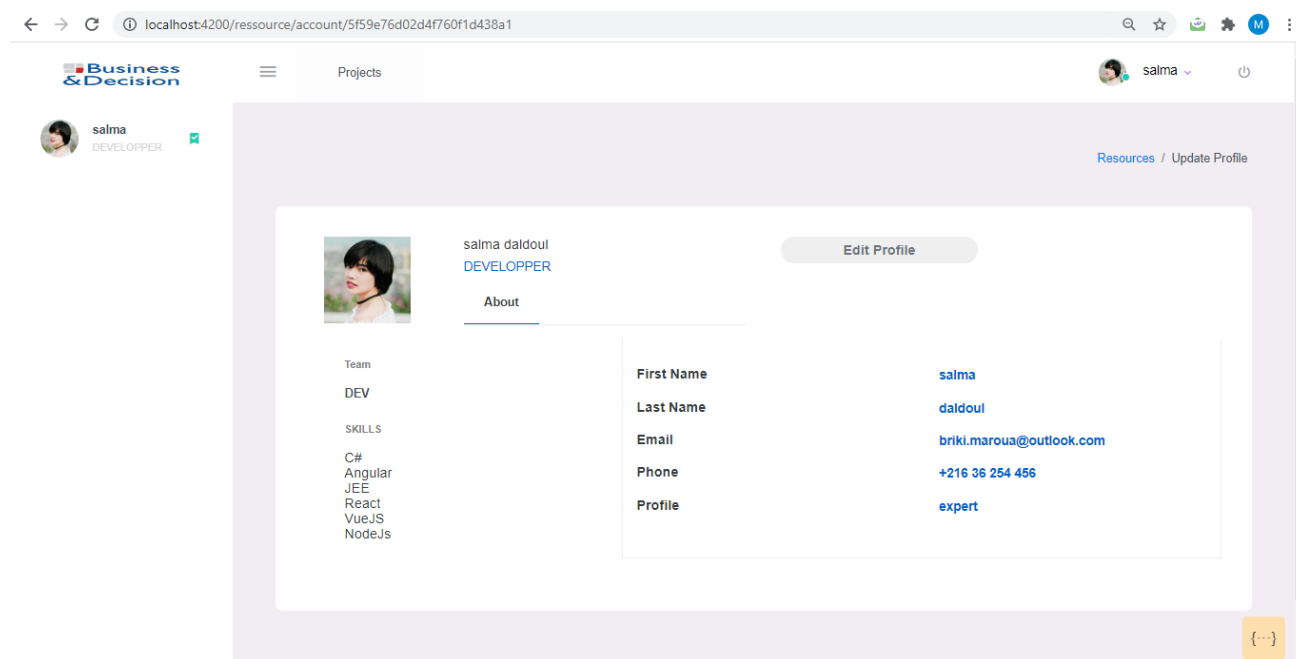 localhost:4200/ressource/account/5f59e76d02d4f760f1d438a1
M
Business
&Decision
Projects
salma
salma
DEVELOPPER
Resources / Update Profile
salma daldoul
DEVELOPPER
Edit Profile
About
Team
DEV
SKILLS
C#
Angular
JEE
React
VueJS
NodeJs
First Name salma
Last Name daldoul
Email briki.maroua@outlook.com
Phone +216 36 254 456
Profile expert
{···}